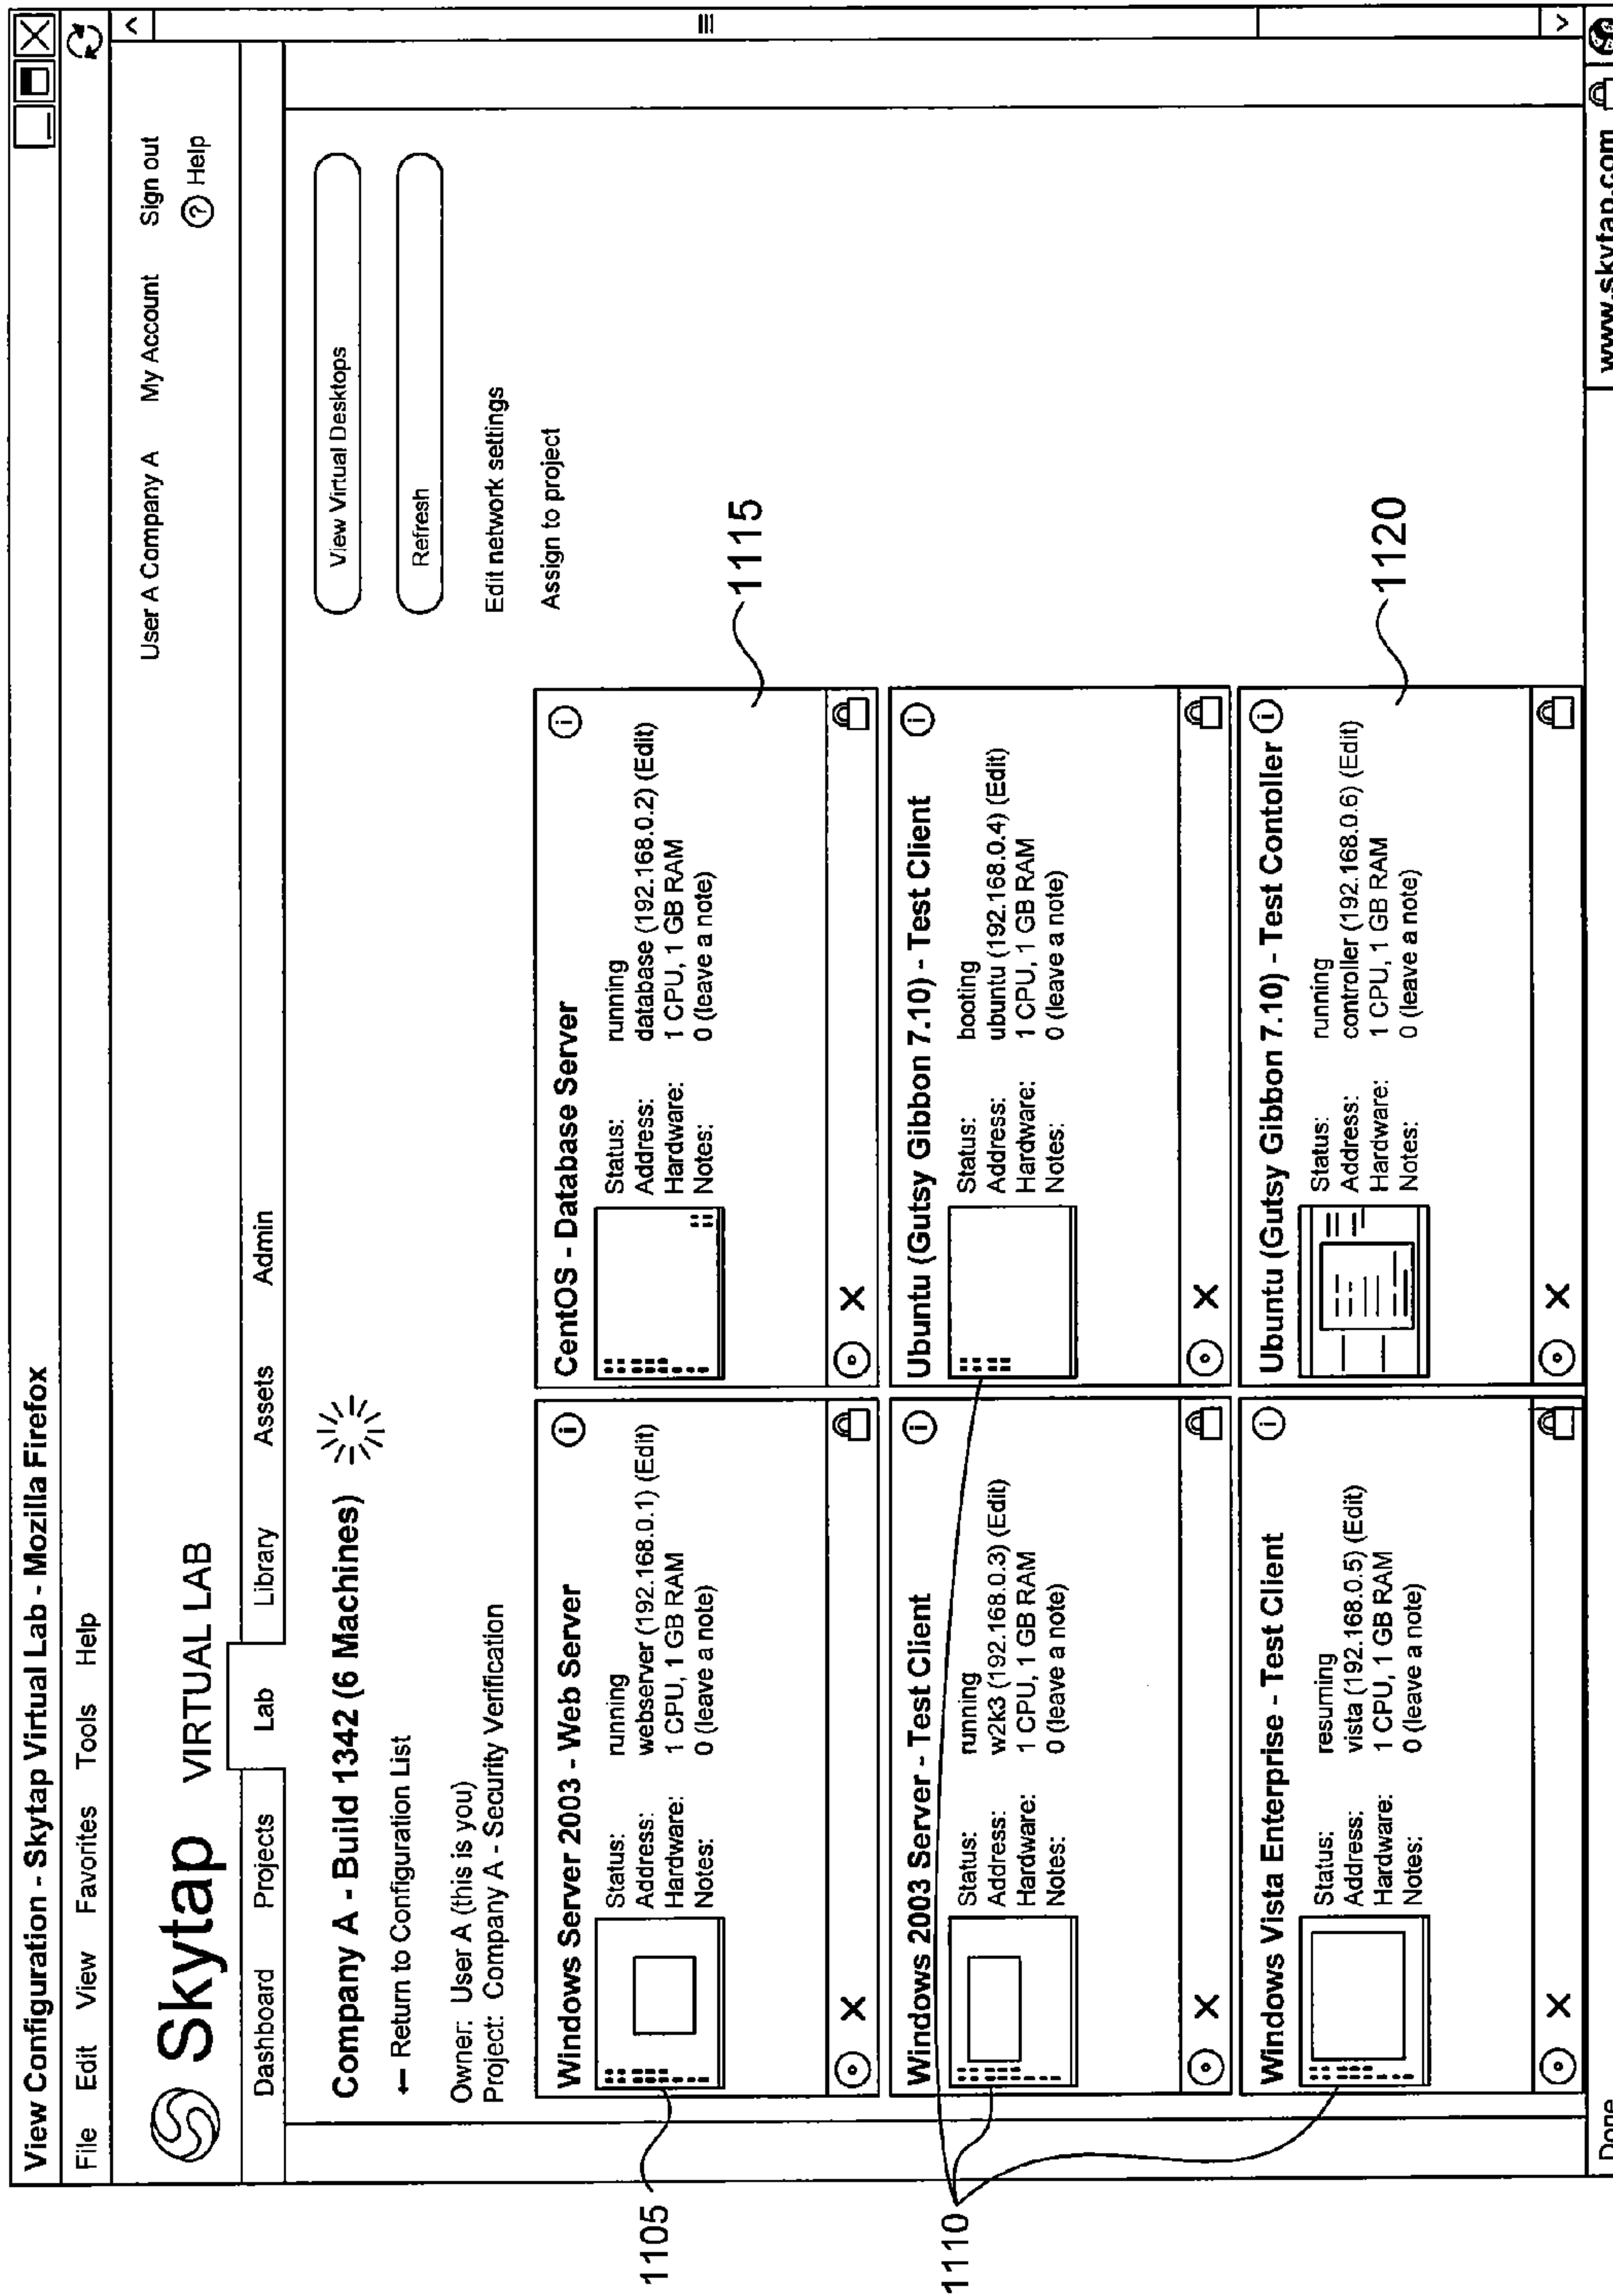 View Configuration - Skytap Virtual Lab - Mozilla Firefox
File Edit View Favorites Tools Help
Skytap VIRTUAL LAB
User A Company A My Account Sign out
? Help
Dashboard Projects Lab Library Assets Admin
Company A - Build 1342 (6 Machines)
← Return to Configuration List
Owner: User A (this is you)
Project: Company A - Security Verification
View Virtual Desktops
Refresh
Edit network settings
Assign to project
Windows Server 2003 - Web Server
Status: running
Address: webserver (192.168.0.1) (Edit)
Hardware: 1 CPU, 1 GB RAM
Notes: 0 (leave a note)
1105
CentOS - Database Server
Status: running
Address: database (192.168.0.2) (Edit)
Hardware: 1 CPU, 1 GB RAM
Notes: 0 (leave a note)
1115
Windows 2003 Server - Test Client
Status: running
Address: w2k3 (192.168.0.3) (Edit)
Hardware: 1 CPU, 1 GB RAM
Notes: 0 (leave a note)
1110
Ubuntu (Gutsy Gibbon 7.10) - Test Client
Status: booting
Address: ubuntu (192.168.0.4) (Edit)
Hardware: 1 CPU, 1 GB RAM
Notes: 0 (leave a note)
Windows Vista Enterprise - Test Client
Status: resuming
Address: vista (192.168.0.5) (Edit)
Hardware: 1 CPU, 1 GB RAM
Notes: 0 (leave a note)
Ubuntu (Gutsy Gibbon 7.10) - Test Contoller
Status: running
Address: controller (192.168.0.6) (Edit)
Hardware: 1 CPU, 1 GB RAM
Notes: 0 (leave a note)
1120
Done
www.skytap.com